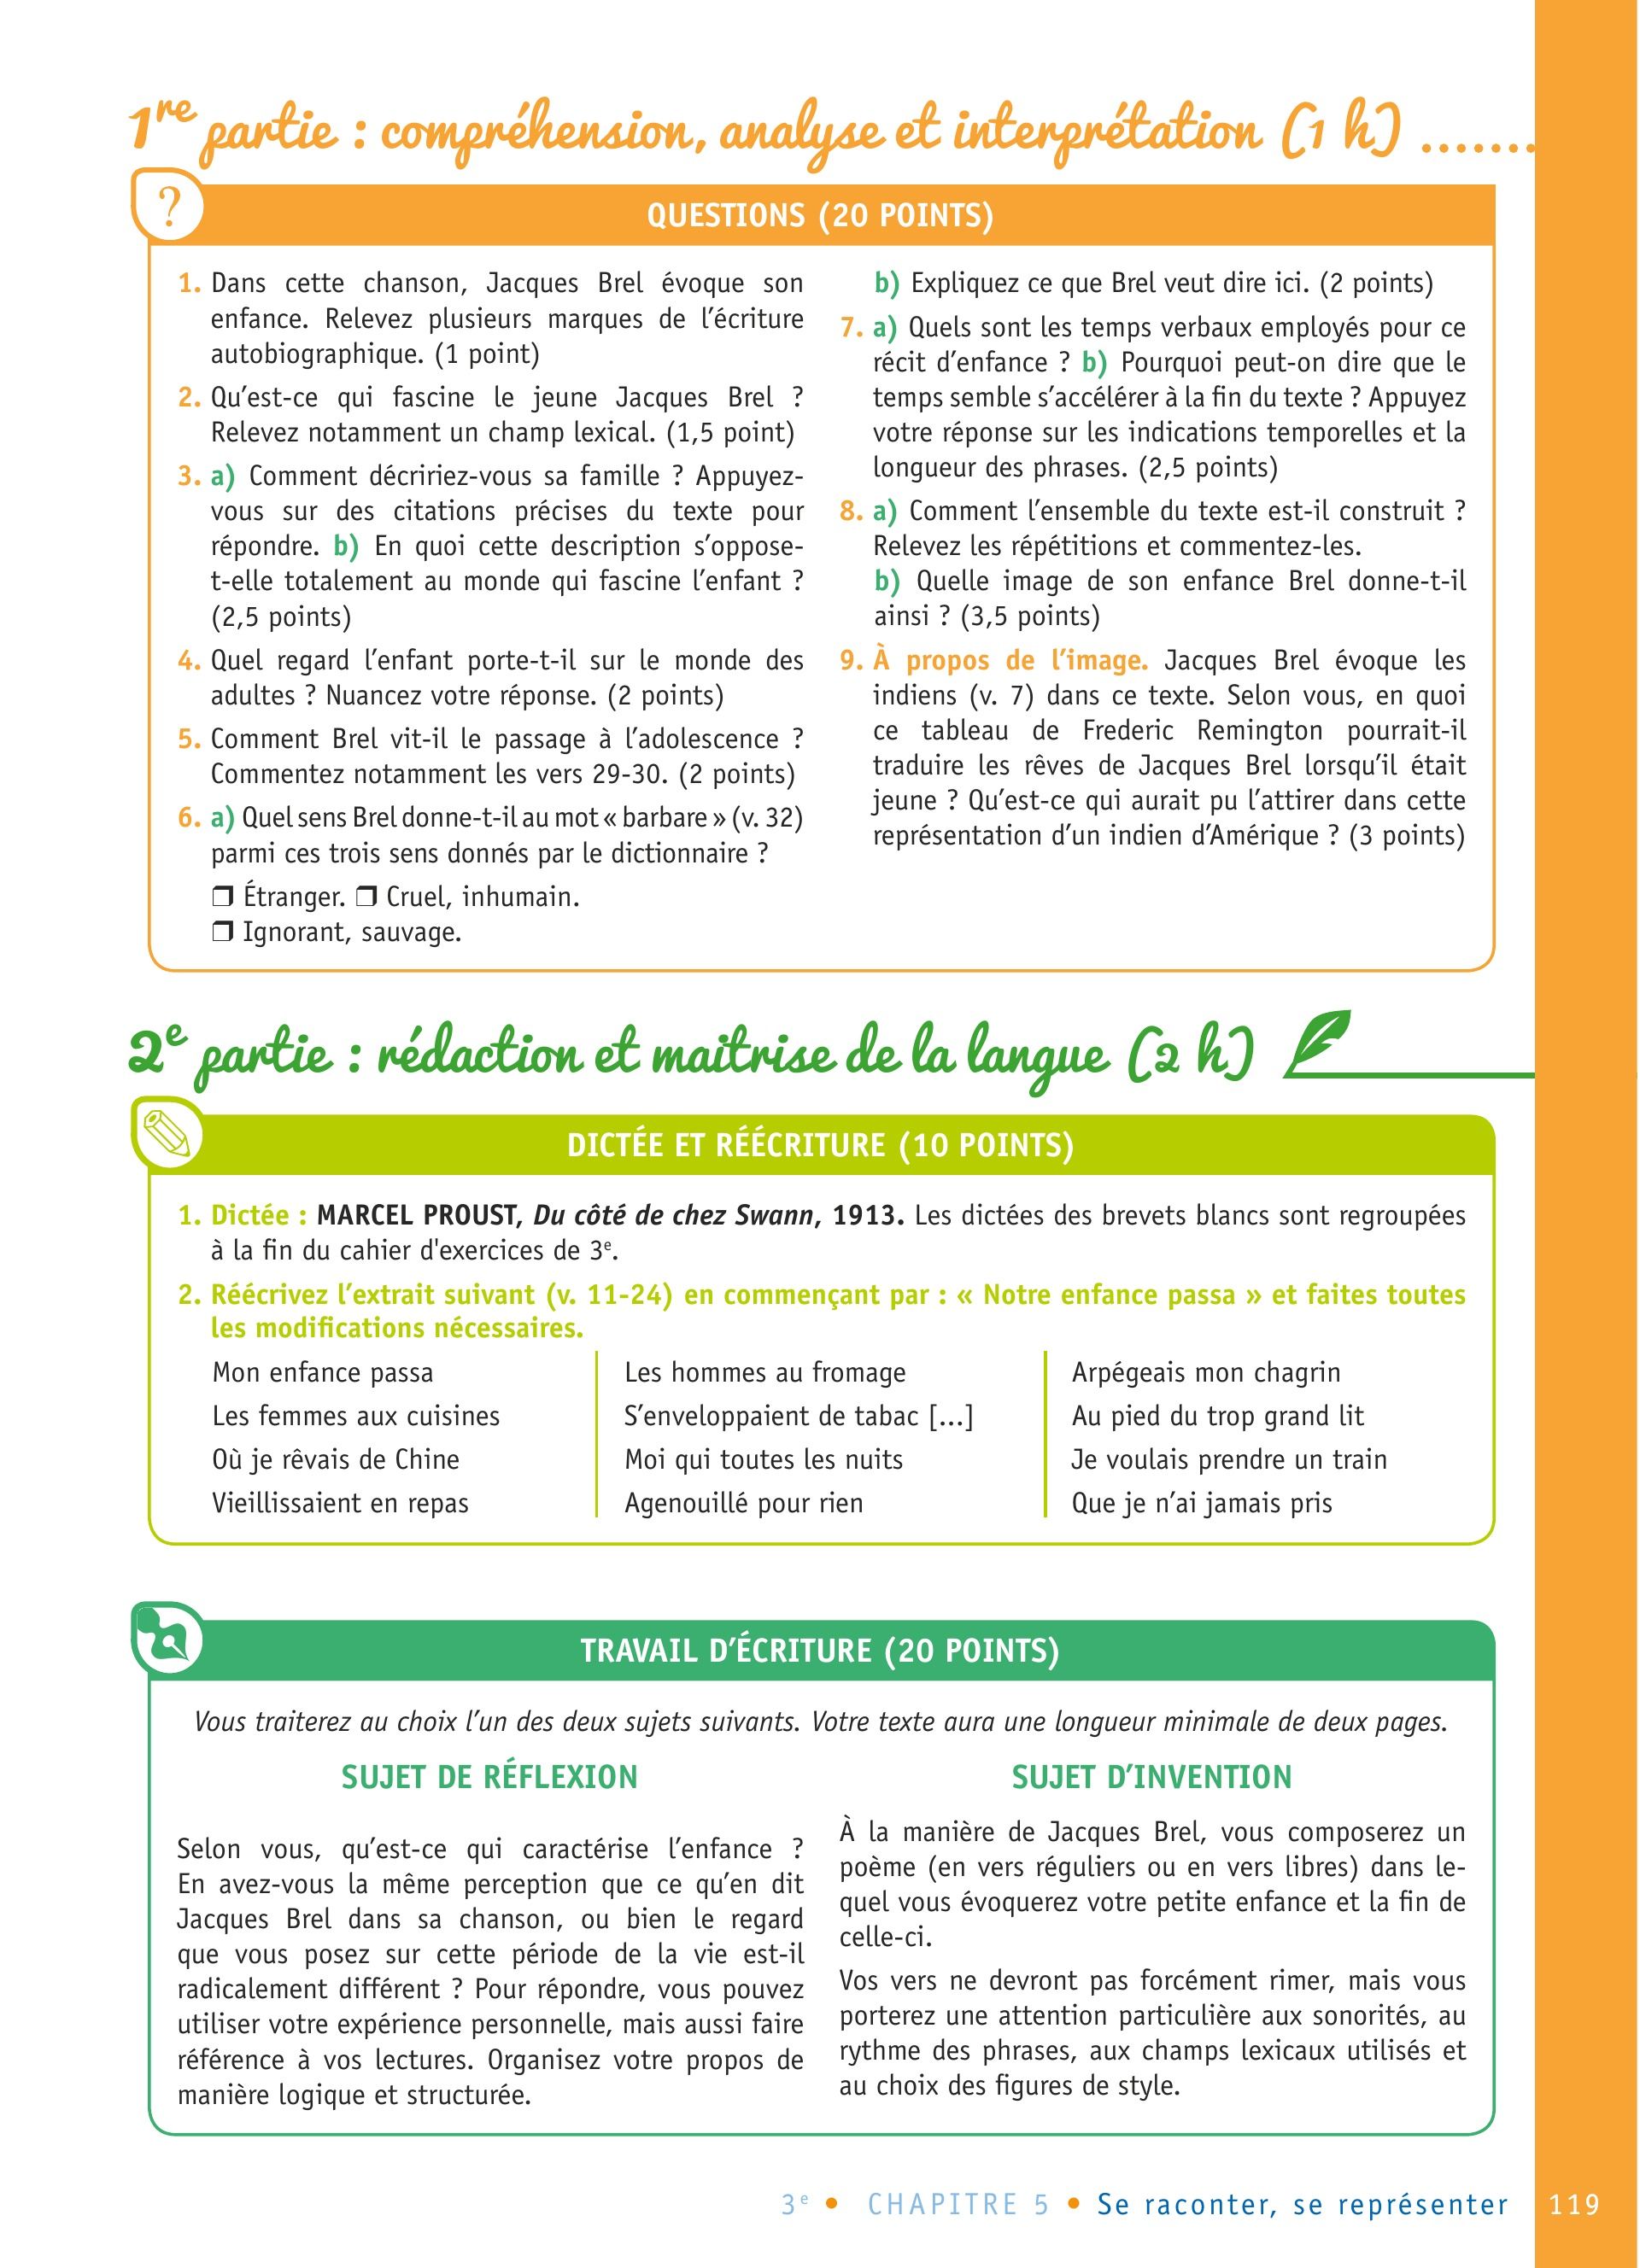 1re partie : compréhension, analyse et interprétation (1 h) .......
?
QUESTIONS (20 POINTS)
1. Dans cette chanson, Jacques Brel évoque son
enfance. Relevez plusieurs marques de l’écriture
autobiographique. (1 point)
2. Qu’est-ce qui fascine le jeune Jacques Brel ?
Relevez notamment un champ lexical. (1,5 point)
3. a) Comment décririez-vous sa famille ? Appuyez-
vous sur des citations précises du texte pour
répondre. b) En quoi cette description s’oppose-
t-elle totalement au monde qui fascine l’enfant ?
(2,5 points)
4. Quel regard l’enfant porte-t-il sur le monde des
adultes ? Nuancez votre réponse. (2 points)
5. Comment Brel vit-il le passage à l’adolescence ?
Commentez notamment les vers 29-30. (2 points)
6. a) Quel sens Brel donne-t-il au mot « barbare » (v. 32)
parmi ces trois sens donnés par le dictionnaire ?
❒ Étranger. ❒ Cruel, inhumain.
❒ Ignorant, sauvage.
b) Expliquez ce que Brel veut dire ici. (2 points)
7. a) Quels sont les temps verbaux employés pour ce
récit d’enfance ? b) Pourquoi peut-on dire que le
temps semble s’accélérer à la fin du texte ? Appuyez
votre réponse sur les indications temporelles et la
longueur des phrases. (2,5 points)
8. a) Comment l’ensemble du texte est-il construit ?
Relevez les répétitions et commentez-les.
b) Quelle image de son enfance Brel donne-t-il
ainsi ? (3,5 points)
9. À propos de l’image. Jacques Brel évoque les
indiens (v. 7) dans ce texte. Selon vous, en quoi
ce tableau de Frederic Remington pourrait-il
traduire les rêves de Jacques Brel lorsqu’il était
jeune ? Qu’est-ce qui aurait pu l’attirer dans cette
représentation d’un indien d’Amérique ? (3 points)
2e partie : rédaction et maitrise de la langue (2 h)
DICTÉE ET RÉÉCRITURE (10 POINTS)
1. Dictée : MARCEL PROUST, Du côté de chez Swann, 1913. Les dictées des brevets blancs sont regroupées
à la fin du cahier d'exercices de 3e.
2. Réécrivez l’extrait suivant (v. 11-24) en commençant par : « Notre enfance passa » et faites toutes
les modifications nécessaires.
Mon enfance passa
Les femmes aux cuisines
Où je rêvais de Chine
Vieillissaient en repas
Les hommes au fromage
S’enveloppaient de tabac [...]
Moi qui toutes les nuits
Agenouillé pour rien
Arpégeais mon chagrin
Au pied du trop grand lit
Je voulais prendre un train
Que je n’ai jamais pris
TRAVAIL D’ÉCRITURE (20 POINTS)
Vous traiterez au choix l’un des deux sujets suivants. Votre texte aura une longueur minimale de deux pages.
SUJET DE RÉFLEXION
Selon vous, qu’est-ce qui caractérise l’enfance ?
En avez-vous la même perception que ce qu’en dit
Jacques Brel dans sa chanson, ou bien le regard
que vous posez sur cette période de la vie est-il
radicalement différent ? Pour répondre, vous pouvez
utiliser votre expérience personnelle, mais aussi faire
référence à vos lectures. Organisez votre propos de
manière logique et structurée.
SUJET D’INVENTION
À la manière de Jacques Brel, vous composerez un
poème (en vers réguliers ou en vers libres) dans le-
quel vous évoquerez votre petite enfance et la fin de
celle-ci.
Vos vers ne devront pas forcément rimer, mais vous
porterez une attention particulière aux sonorités, au
rythme des phrases, aux champs lexicaux utilisés et
au choix des figures de style.
3e • CHAPITRE 5 • Se raconter, se représenter 119